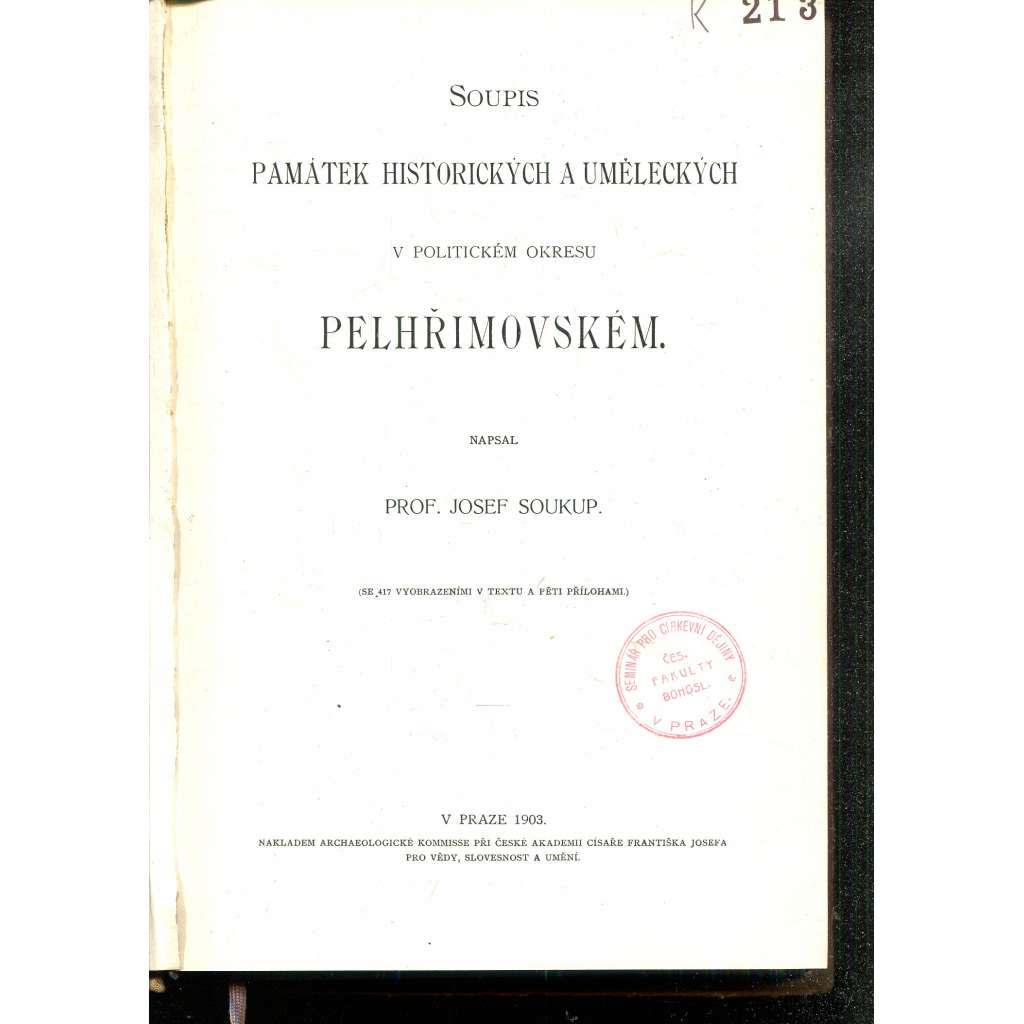 K 213
SOUPIS
PAMÁTEK HISTORICKÝCH A UMĚLECKÝCH
V POLITICKÉM OKRESU
PELHŘIMOVSKÉM.
NAPSAL
PROF. JOSEF SOUKUP.
(SE 417 VYOBRAZENÍMI V TEXTU A PĚTI PŘÍLOHAMI.)
SEMINÁŘ PRO CÍRKEVNÍ DĚJINY
ČES.
FAKULTY
BOHOSL.
V PRAZE.
V PRAZE 1903.
NAKLADEM ARCHAEOLOGICKÉ KOMMISSE PŘI ČESKÉ AKADEMII CÍSAŘE FRANTIŠKA JOSEFA
PRO VĚDY, SLOVESNOST A UMĚNÍ.